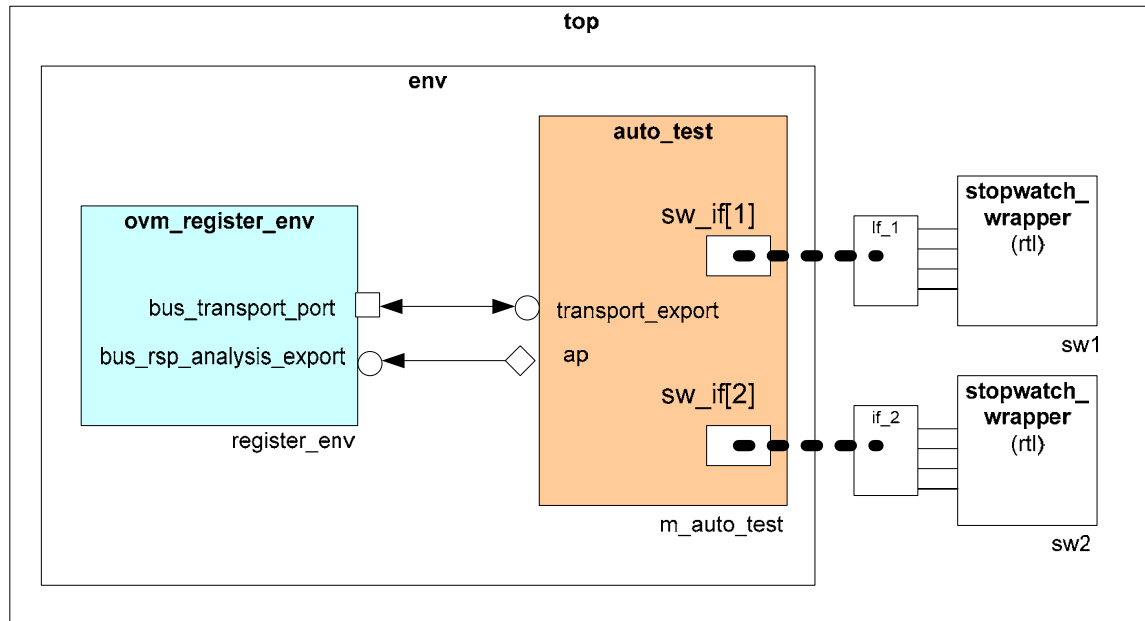 top
env
auto_test
sw_if[1]
ovm_register_env
bus_transport_port
transport_export
bus_rsp_analysis_export
ap
sw_if[2]
register_env
m_auto_test
If_1
stopwatch_
wrapper
(rtl)
sw1
if_2
stopwatch_
wrapper
(rtl)
sw2